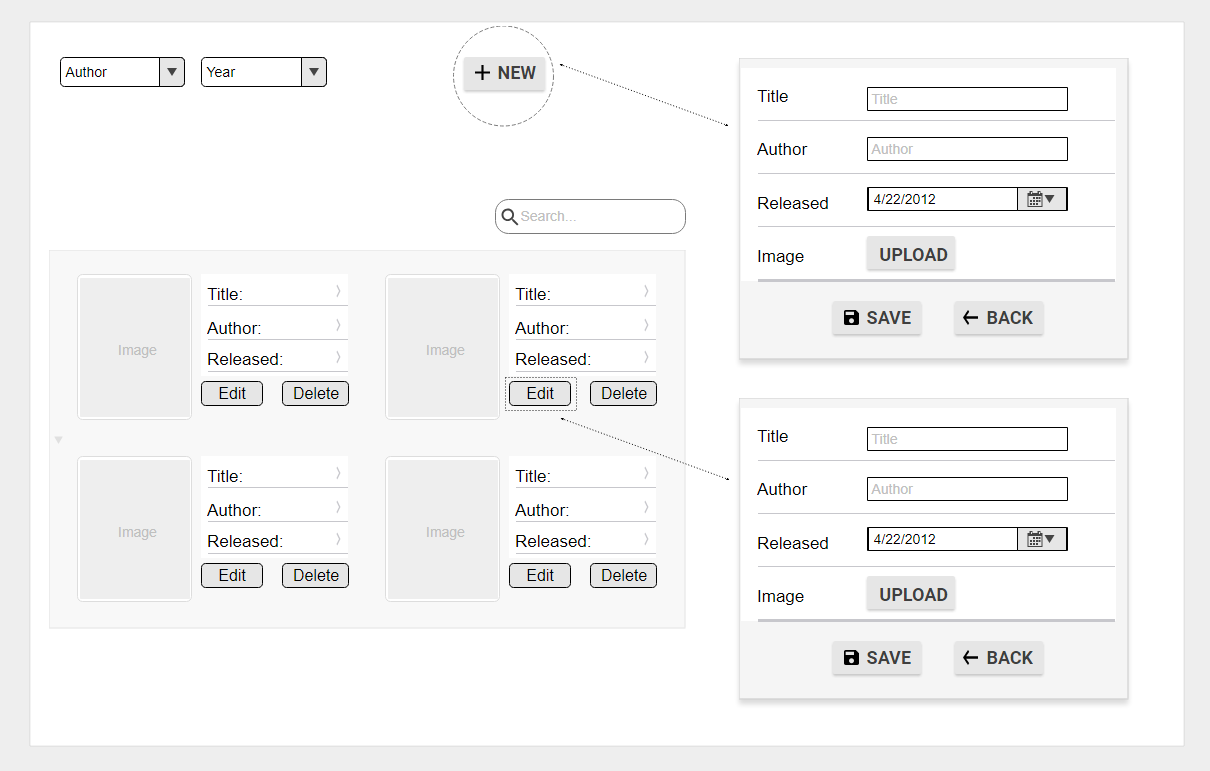 Author
Year
+ NEW
Search...
Image
Title:
Author:
Released:
Edit
Delete
Image
Title:
Author:
Released:
Edit
Delete
Image
Title:
Author:
Released:
Edit
Delete
Image
Title:
Author:
Released:
Edit
Delete
Title
Title
Author
Author
Released
4/22/2012
Image
UPLOAD
SAVE
BACK
Title
Title
Author
Author
Released
4/22/2012
Image
UPLOAD
SAVE
BACK